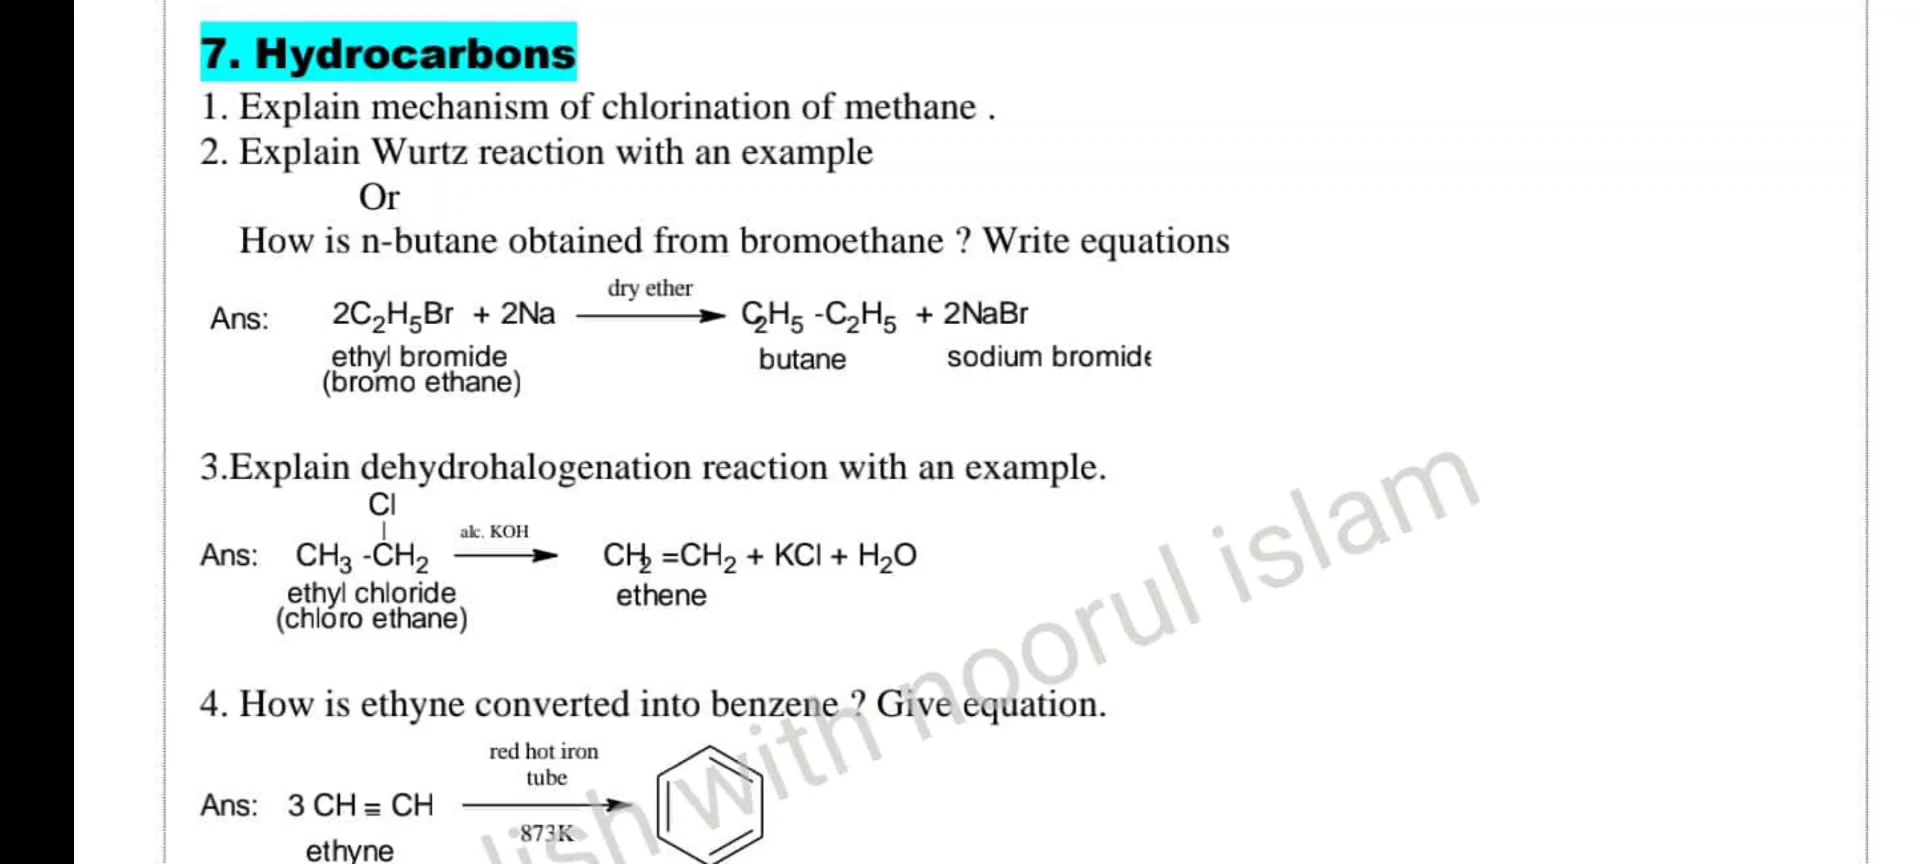 7. Hydrocarbons
1. Explain mechanism of chlorination of methane .
2. Explain Wurtz reaction with an example
Or
How is n-butane obtained from bromoethane ? Write equations
dry ether
Ans: 2C₂H₅Br + 2Na ⟶ C₂H₅ -C₂H₅ + 2NaBr
ethyl bromide butane sodium bromide
(bromo ethane)
3.Explain dehydrohalogenation reaction with an example.
Cl
alc. KOH
Ans: CH₃ -CH₂ ⟶ CH₂ =CH₂ + KCl + H₂O
ethyl chloride ethene
(chloro ethane)
4. How is ethyne converted into benzene ? Give equation.
red hot iron
tube
Ans: 3 CH ≡ CH ⟶
873K
ethyne
lish with noorul islam